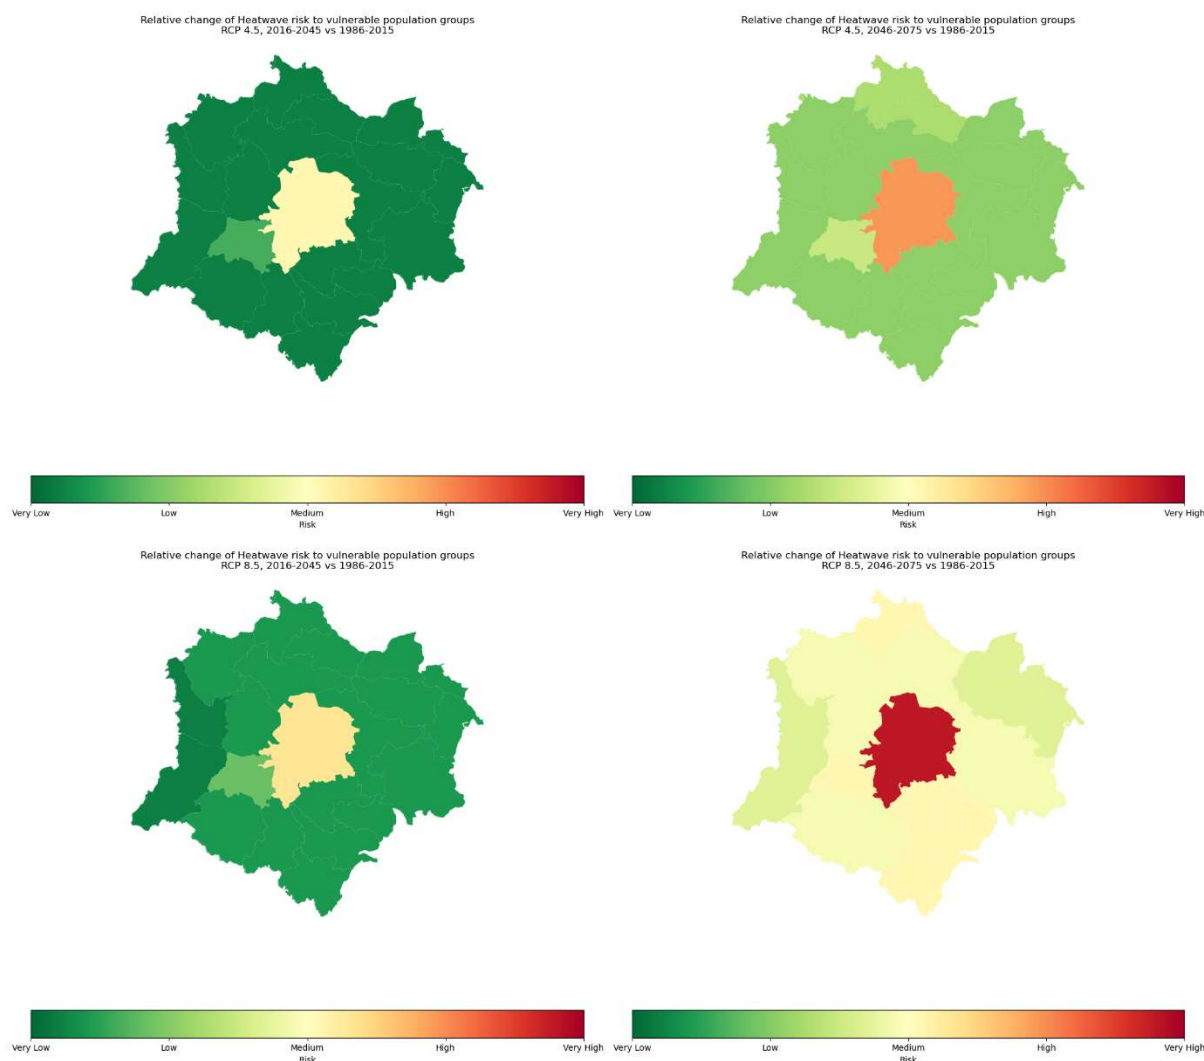 Relative change of Heatwave risk to vulnerable population groups
RCP 4.5, 2016-2045 vs 1986-2015
Relative change of Heatwave risk to vulnerable population groups
RCP 4.5, 2046-2075 vs 1986-2015
Very Low Low Medium High Very High
Risk
Very Low Low Medium High Very High
Risk
Relative change of Heatwave risk to vulnerable population groups
RCP 8.5, 2016-2045 vs 1986-2015
Relative change of Heatwave risk to vulnerable population groups
RCP 8.5, 2046-2075 vs 1986-2015
Very Low Low Medium High Very High
Risk
Very Low Low Medium High Very High
Risk